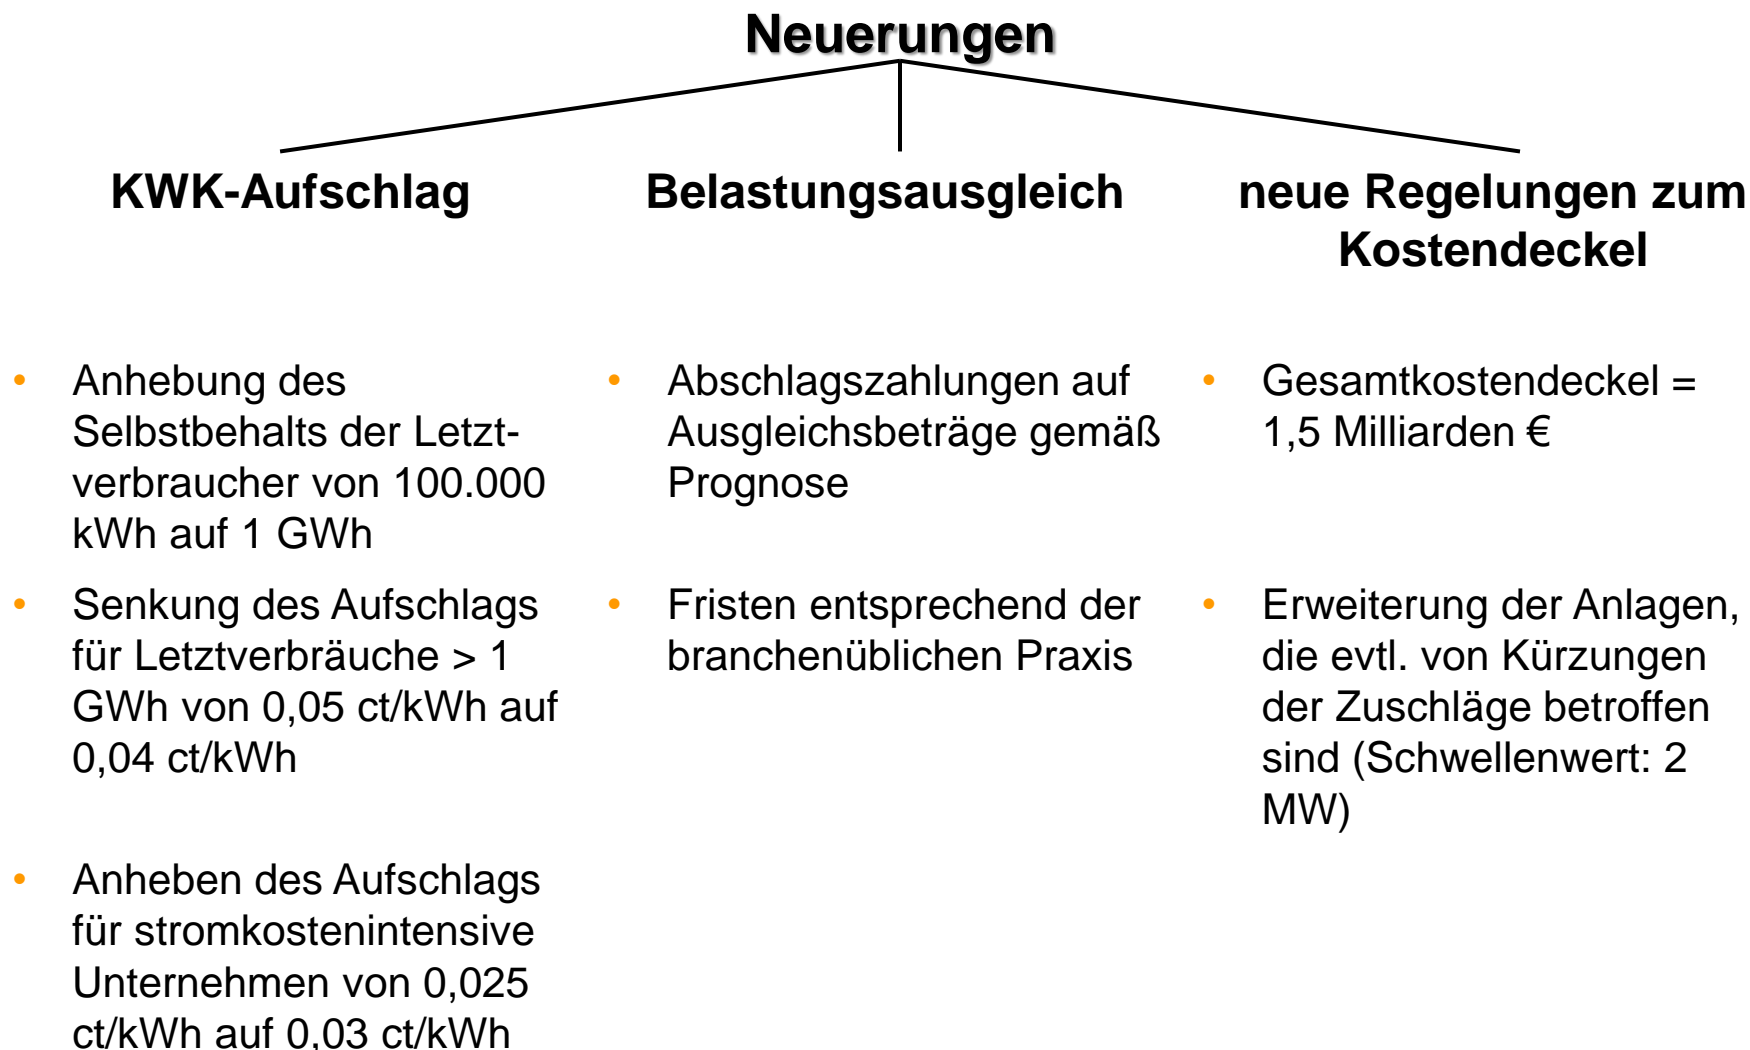 Neuerungen
KWK-Aufschlag
Belastungsausgleich
neue Regelungen zum
Kostendeckel
• Anhebung des
Selbstbehalts der Letzt-
verbraucher von 100.000
kWh auf 1 GWh
• Senkung des Aufschlags
für Letztverbräuche > 1
GWh von 0,05 ct/kWh auf
0,04 ct/kWh
• Anheben des Aufschlags
für stromkostenintensive
Unternehmen von 0,025
ct/kWh auf 0,03 ct/kWh
• Abschlagszahlungen auf
Ausgleichsbeträge gemäß
Prognose
• Fristen entsprechend der
branchenüblichen Praxis
• Gesamtkostendeckel =
1,5 Milliarden €
• Erweiterung der Anlagen,
die evtl. von Kürzungen
der Zuschläge betroffen
sind (Schwellenwert: 2
MW)